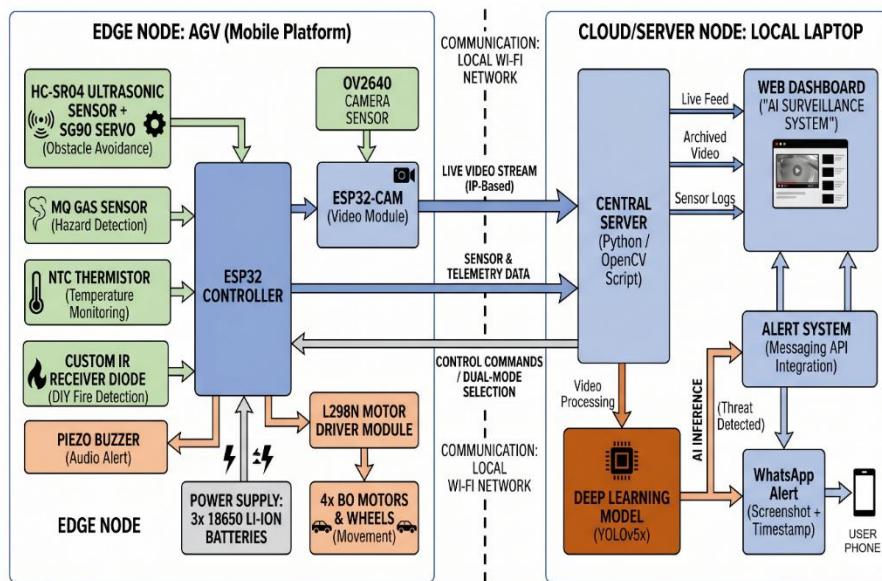 EDGE NODE: AGV (Mobile Platform)
HC-SR04 ULTRASONIC
SENSOR +
SG90 SERVO
(Obstacle Avoidance)
OV2640
CAMERA
SENSOR
MQ GAS SENSOR
(Hazard Detection)
ESP32-CAM
(Video Module)
NTC THERMISTOR
(Temperature
Monitoring)
ESP32
CONTROLLER
CUSTOM IR
RECEIVER DIODE
(DIY Fire Detection)
PIEZO BUZZER
(Audio Alert)
L298N MOTOR
DRIVER MODULE
POWER SUPPLY:
3x 18650 LI-ION
BATTERIES
4x BO MOTORS
& WHEELS
(Movement)
EDGE NODE
COMMUNICATION:
LOCAL WI-FI
NETWORK
LIVE VIDEO STREAM
(IP-Based)
SENSOR &
TELEMETRY DATA
CONTROL COMMANDS
/ DUAL-MODE
SELECTION
COMMUNICATION:
LOCAL
WI-FI NETWORK
CLOUD/SERVER NODE: LOCAL LAPTOP
CENTRAL
SERVER
(Python /
OpenCV
Script)
Live Feed
Archived
Video
Sensor Logs
WEB DASHBOARD
("AI SURVEILLANCE
SYSTEM")
Video
Processing
DEEP LEARNING
MODEL
(YOLOv5x)
AI INFERENCE
(Threat
Detected)
ALERT SYSTEM
(Messaging API
Integration)
WhatsApp
Alert
(Screenshot +
Timestamp)
USER
PHONE